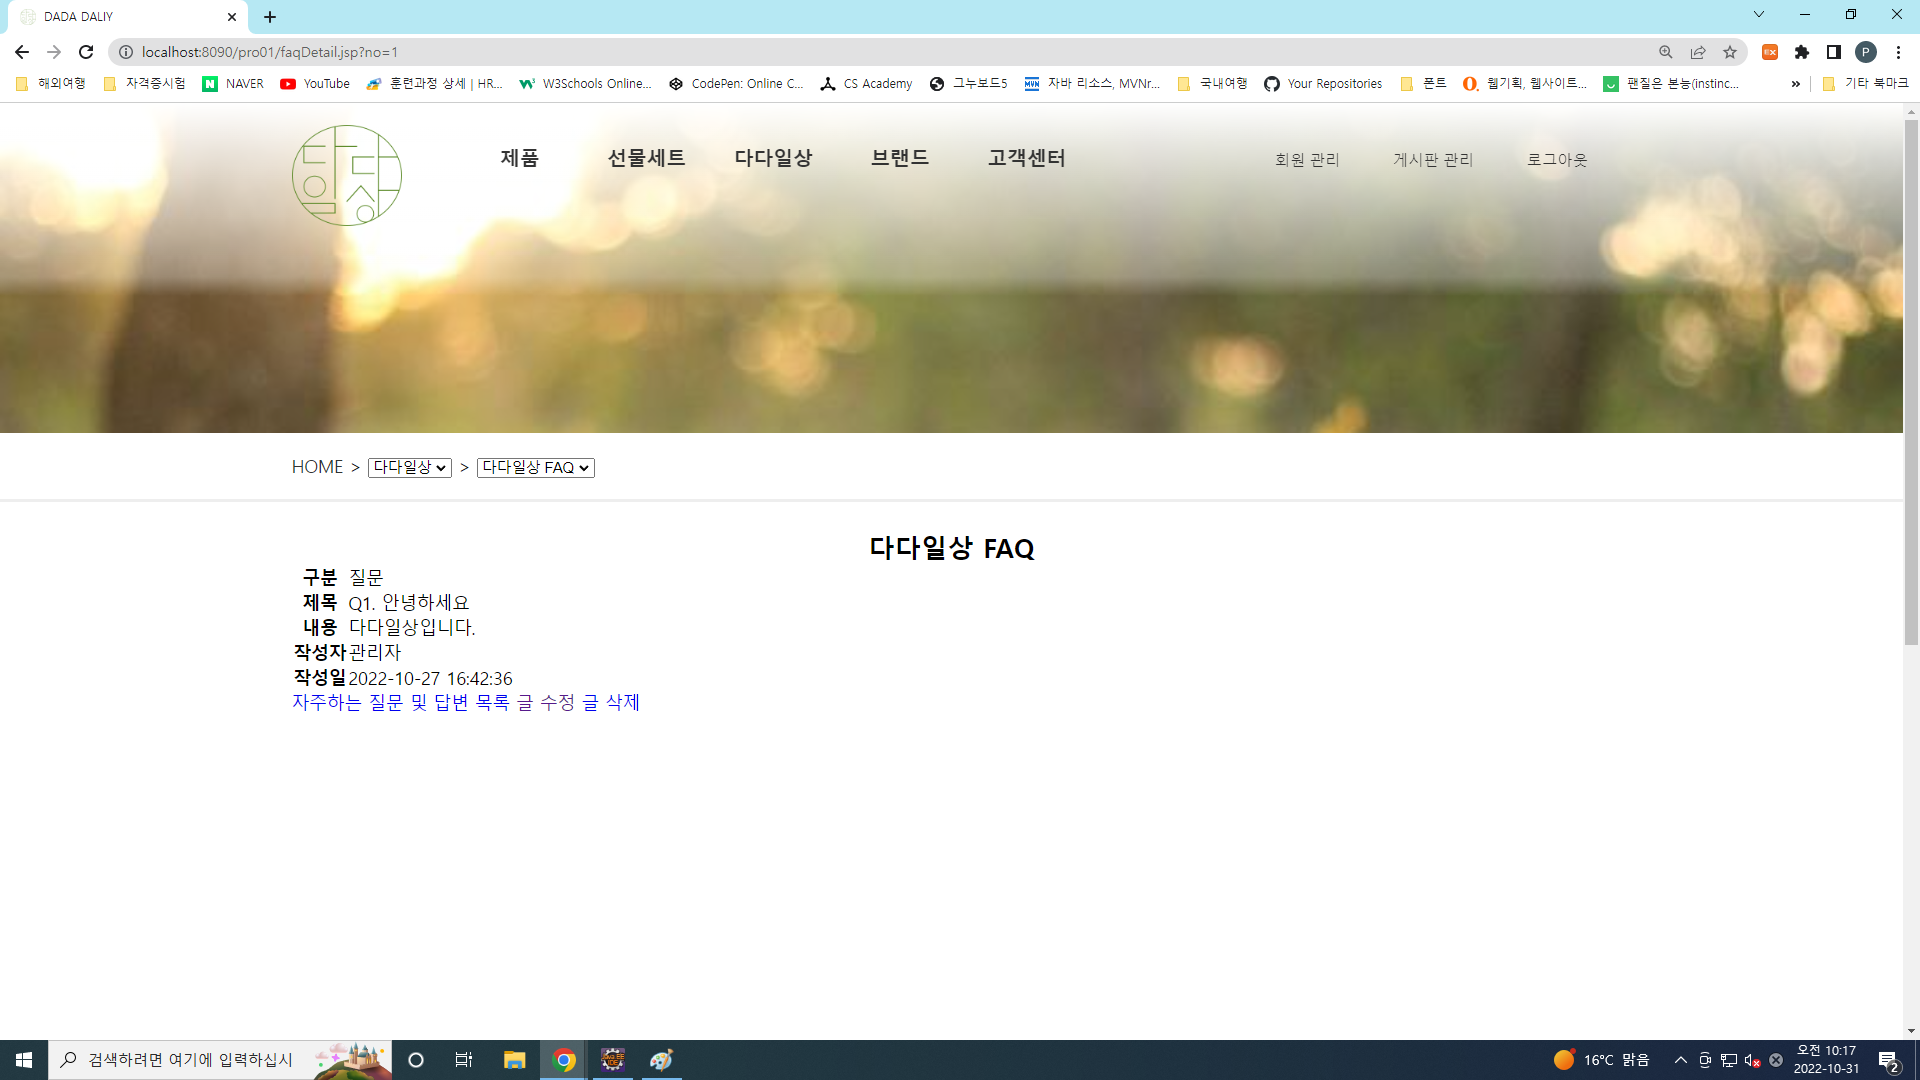 DADA DALIY
localhost:8090/pro01/faqDetail.jsp?no=1
해외여행 자격증시험 NAVER YouTube 훈련과정 상세 | HR... W3Schools Online... CodePen: Online C... CS Academy 그누보드5 자바 리소스, MVNr... 국내여행 Your Repositories 폰트 웹기획, 웹사이트... 팬질은 본능(instinc... » 기타 북마크
다다일상
제품 선물세트 다다일상 브랜드 고객센터 회원 관리 게시판 관리 로그아웃
HOME > 다다일상 > 다다일상 FAQ
다다일상 FAQ
구분 질문
제목 Q1. 안녕하세요
내용 다다일상입니다.
작성자 관리자
작성일 2022-10-27 16:42:36
자주하는 질문 및 답변 목록 글 수정 글 삭제
검색하려면 여기에 입력하십시
16°C 맑음
오전 10:17
2022-10-31
2